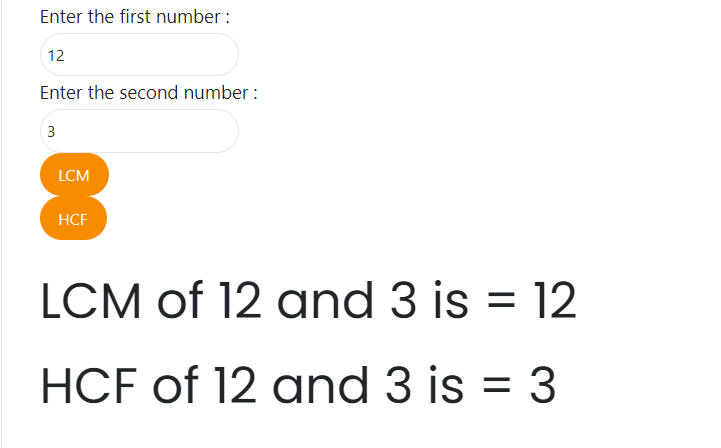 Enter the first number :
12
Enter the second number :
3
LCM
HCF
LCM of 12 and 3 is = 12
HCF of 12 and 3 is = 3